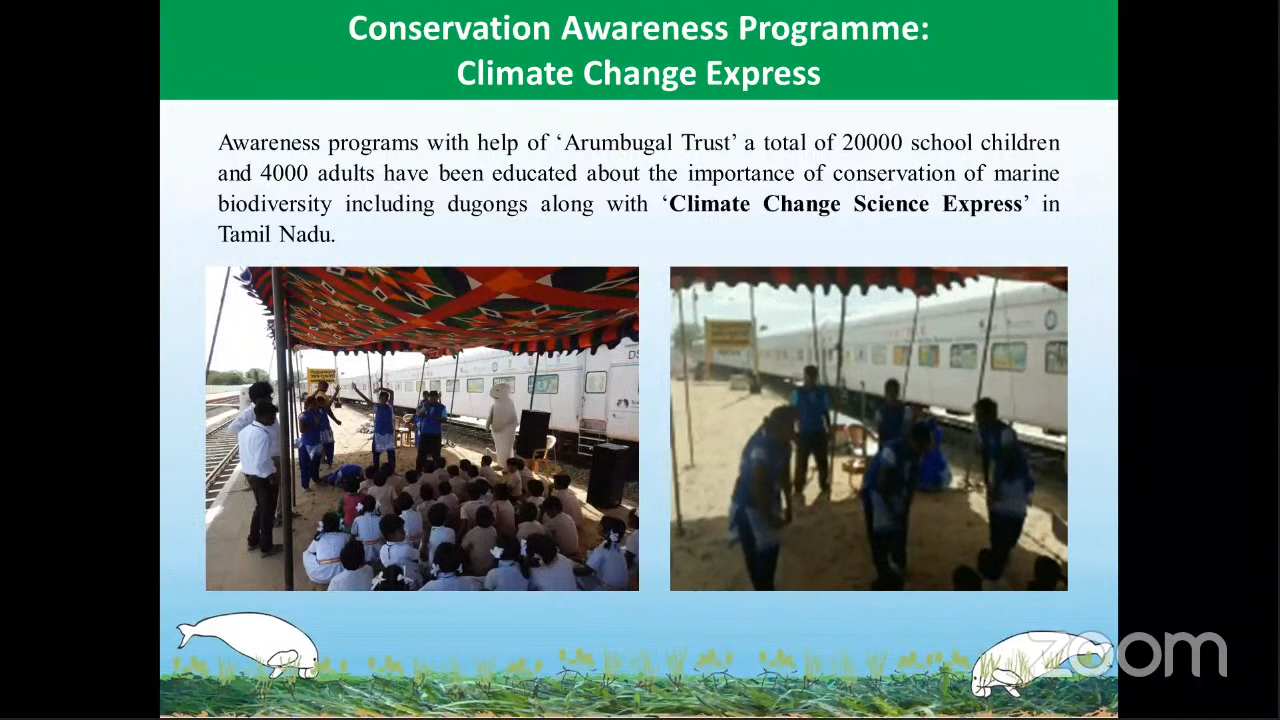 Conservation Awareness Programme:
Climate Change Express
Awareness programs with help of ‘Arumbugal Trust’ a total of 20000 school children
and 4000 adults have been educated about the importance of conservation of marine
biodiversity including dugongs along with ‘Climate Change Science Express’ in
Tamil Nadu.
zoom